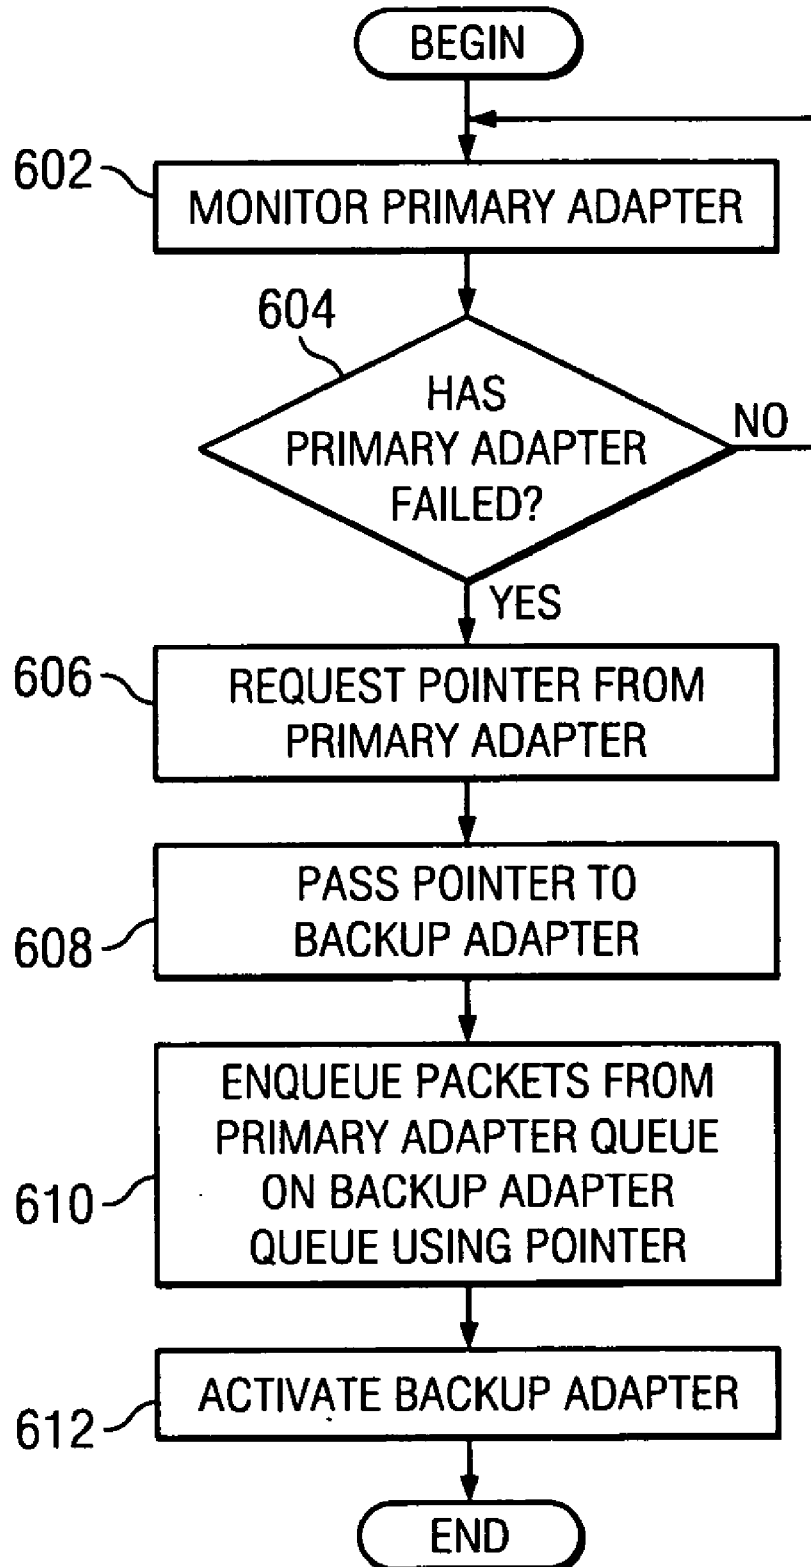 BEGIN
602
MONITOR PRIMARY ADAPTER
604
HAS
PRIMARY ADAPTER
FAILED?
NO
YES
606
REQUEST POINTER FROM
PRIMARY ADAPTER
608
PASS POINTER TO
BACKUP ADAPTER
610
ENQUEUE PACKETS FROM
PRIMARY ADAPTER QUEUE
ON BACKUP ADAPTER
QUEUE USING POINTER
612
ACTIVATE BACKUP ADAPTER
END